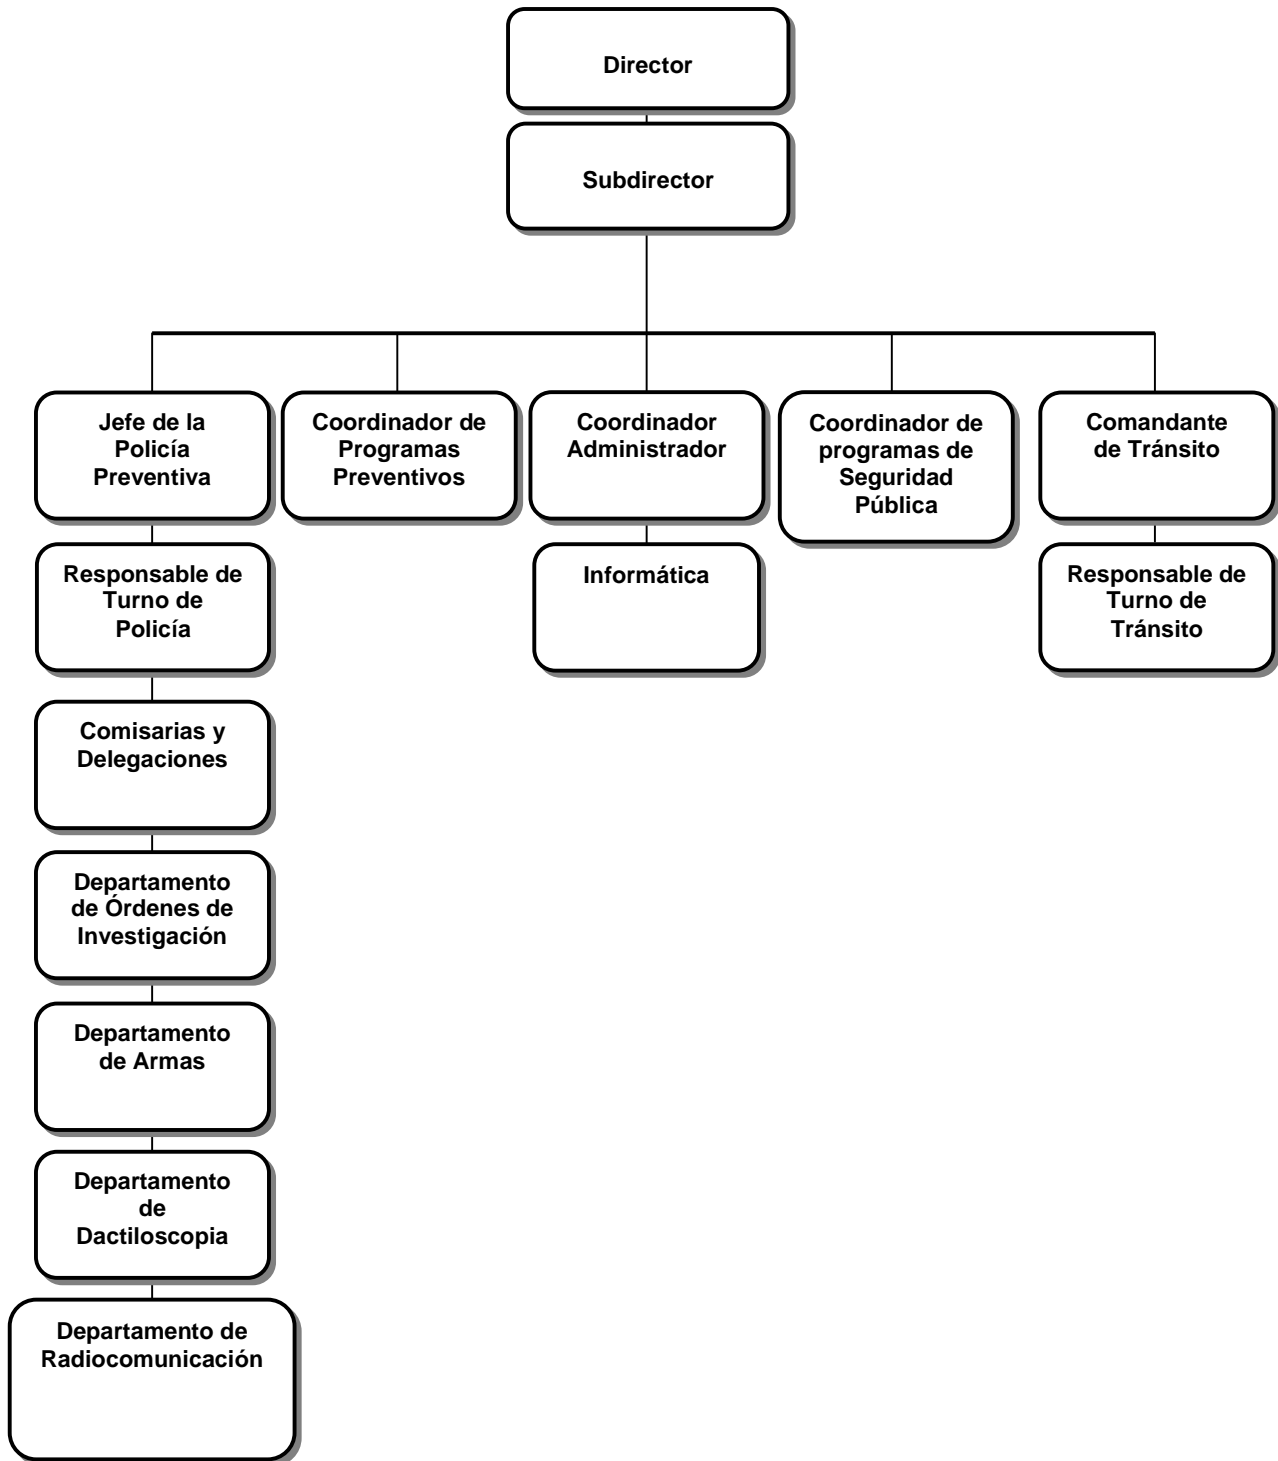 Director
Subdirector
Jefe de la
Policía
Preventiva
Coordinador de
Programas
Preventivos
Coordinador
Administrador
Coordinador de
programas de
Seguridad
Pública
Comandante
de Tránsito
Responsable de
Turno de
Policía
Informática
Responsable de
Turno de
Tránsito
Comisarias y
Delegaciones
Departamento
de Órdenes de
Investigación
Departamento
de Armas
Departamento
de
Dactiloscopia
Departamento de
Radiocomunicación